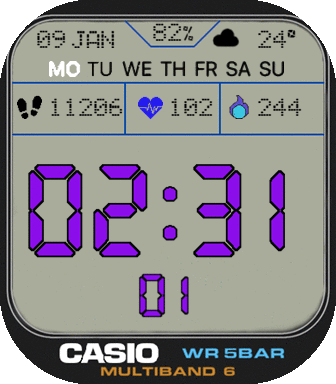 09 JAN 82% 24°
MO TU WE TH FR SA SU
11206 102 244
02:31
01
CASIO WR 5BAR
MULTIBAND 6